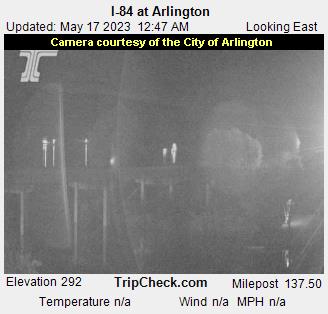 I-84 at Arlington
Updated: May 17 2023 12:47 AM Looking East
Camera courtesy of the City of Arlington
Elevation 292 TripCheck.com Milepost 137.50
Temperature n/a Wind n/a MPH n/a